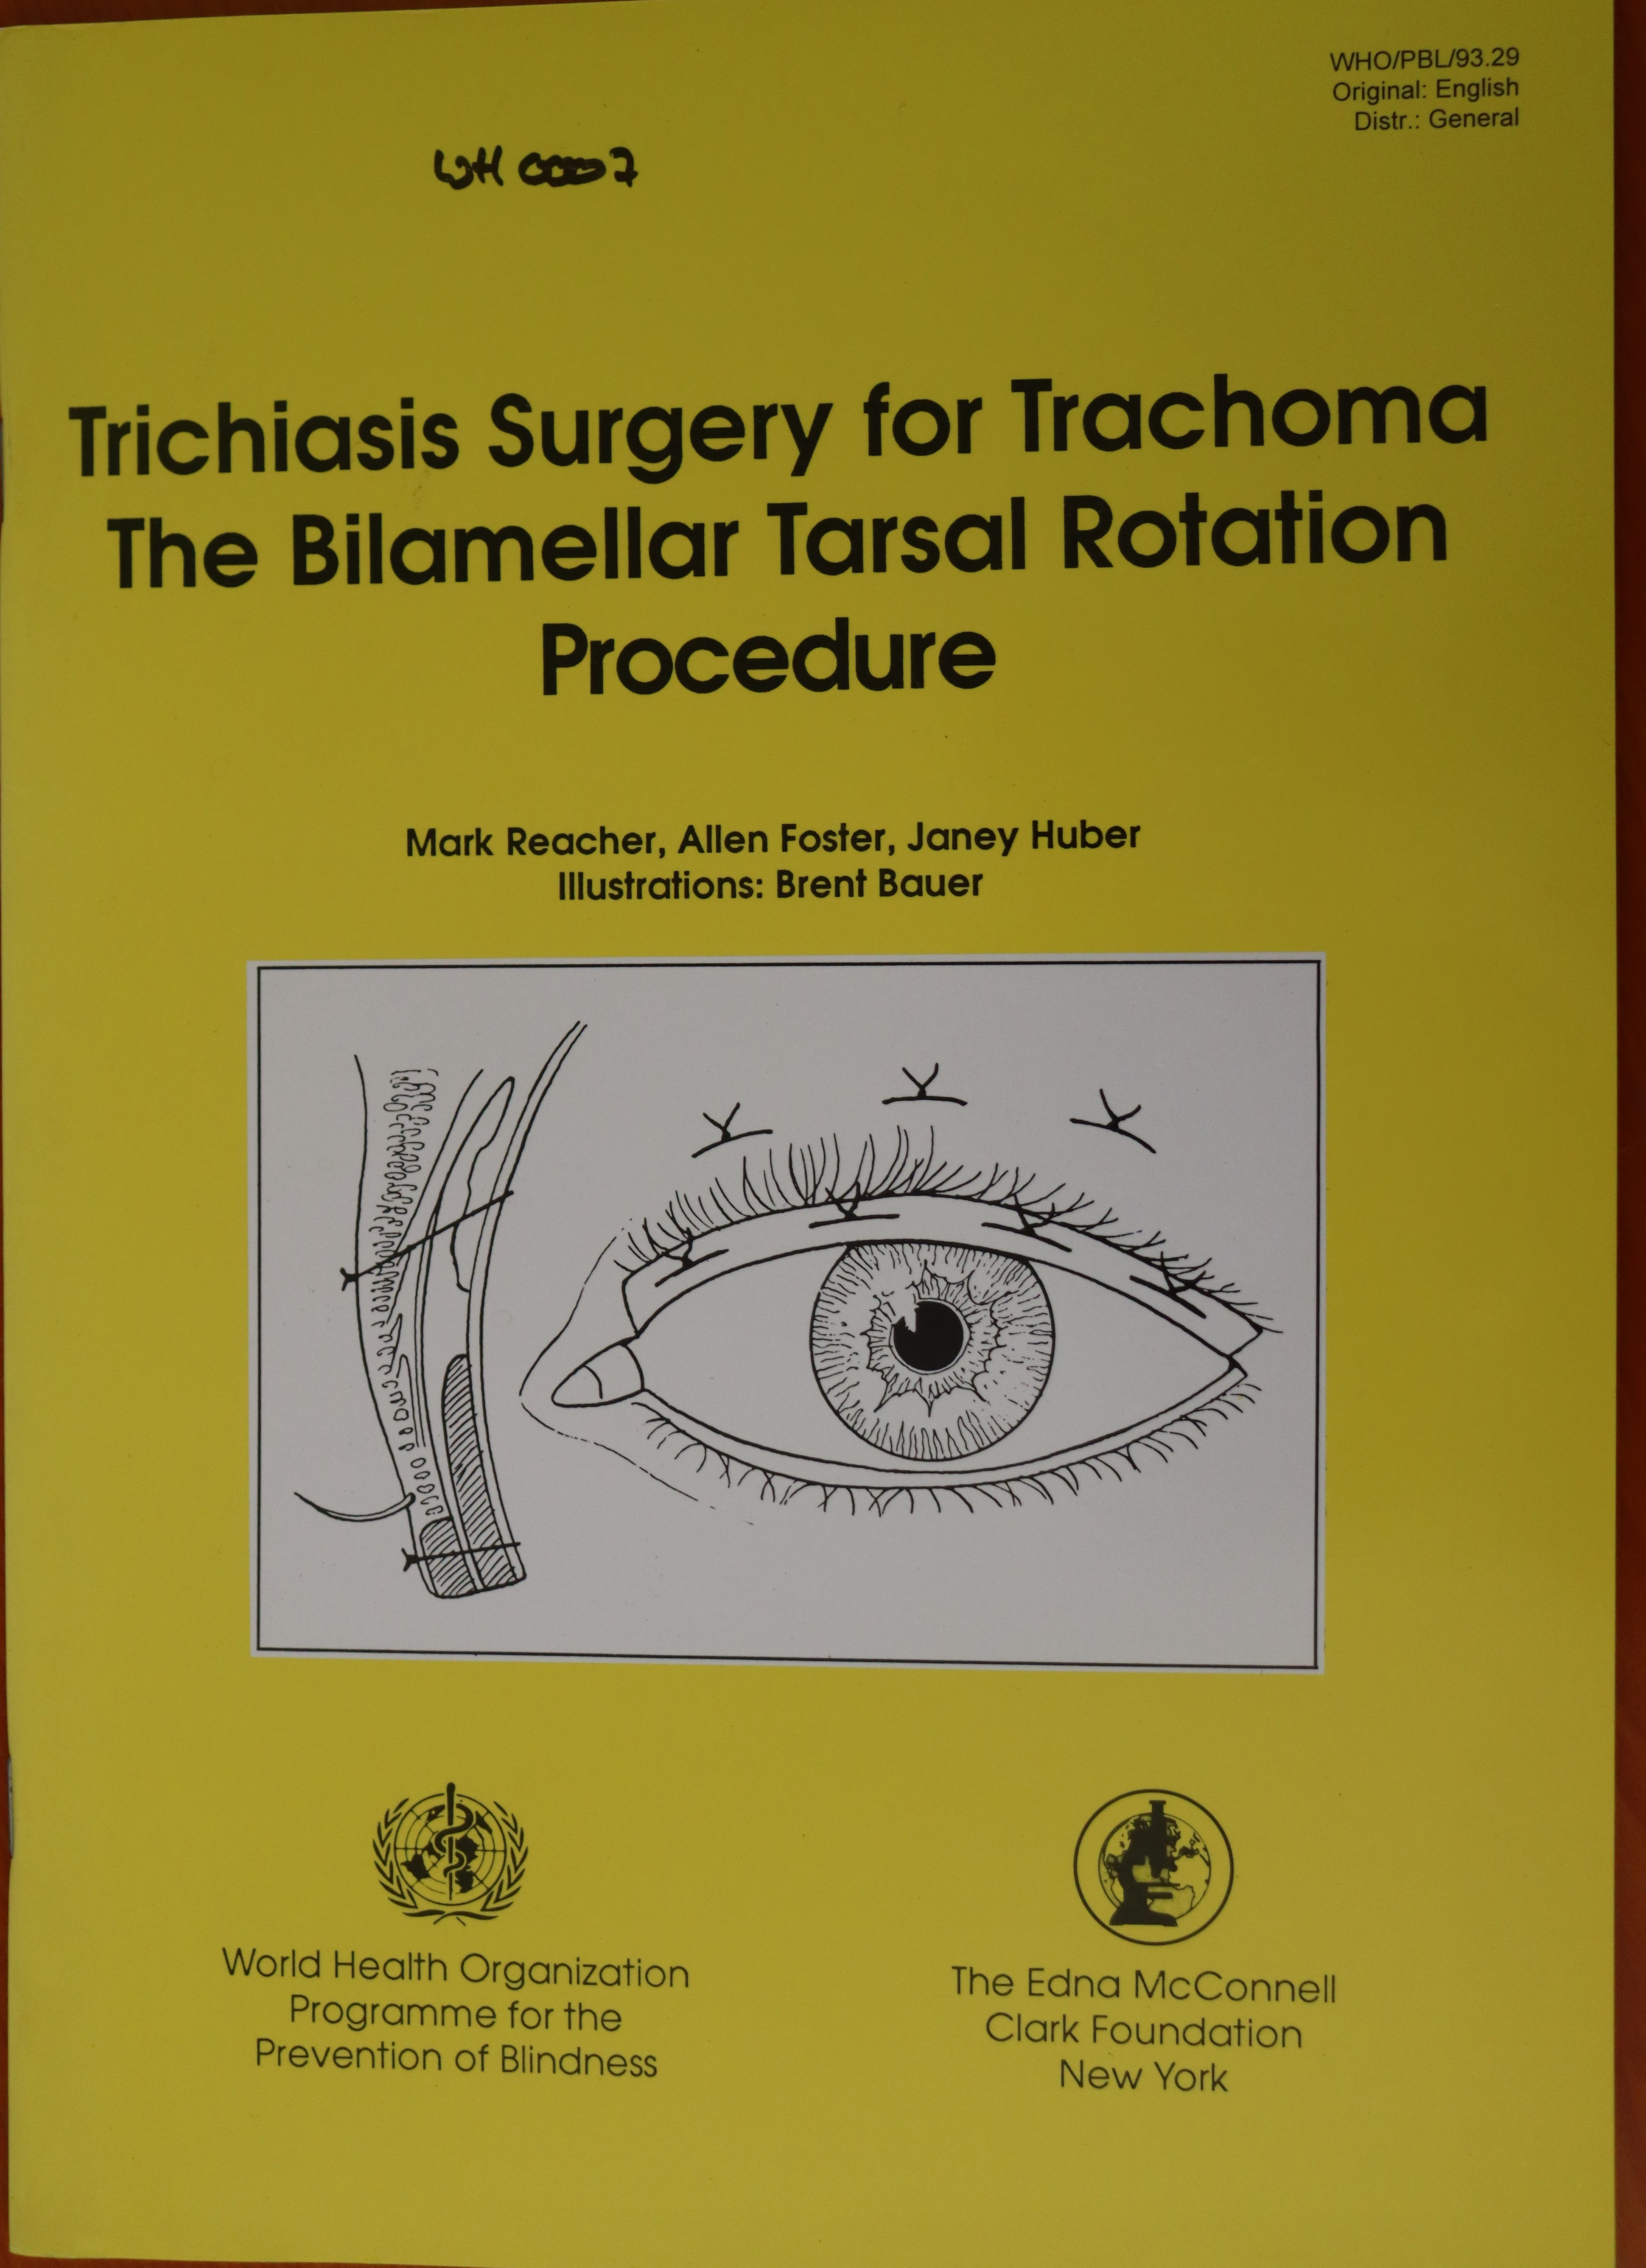 WHO/PBL/93.29
Original: English
Distr.: General
WH 7
Trichiasis Surgery for Trachoma
The Bilamellar Tarsal Rotation
Procedure
Mark Reacher, Allen Foster, Janey Huber
Illustrations: Brent Bauer
World Health Organization
Programme for the
Prevention of Blindness
The Edna McConnell
Clark Foundation
New York